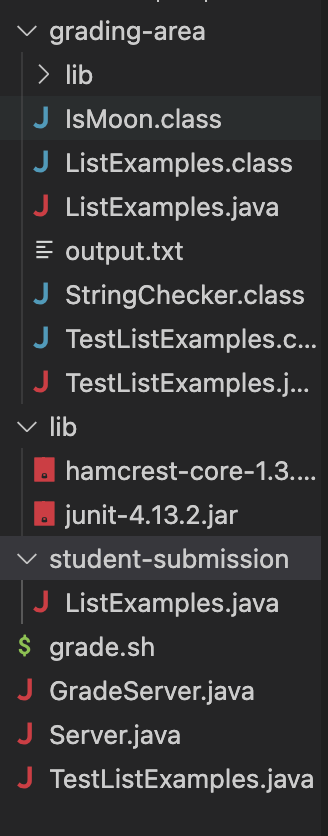 grading-area
lib
IsMoon.class
ListExamples.class
ListExamples.java
output.txt
StringChecker.class
TestListExamples.c...
TestListExamples.j...
lib
hamcrest-core-1.3....
junit-4.13.2.jar
student-submission
ListExamples.java
$ grade.sh
GradeServer.java
Server.java
TestListExamples.java